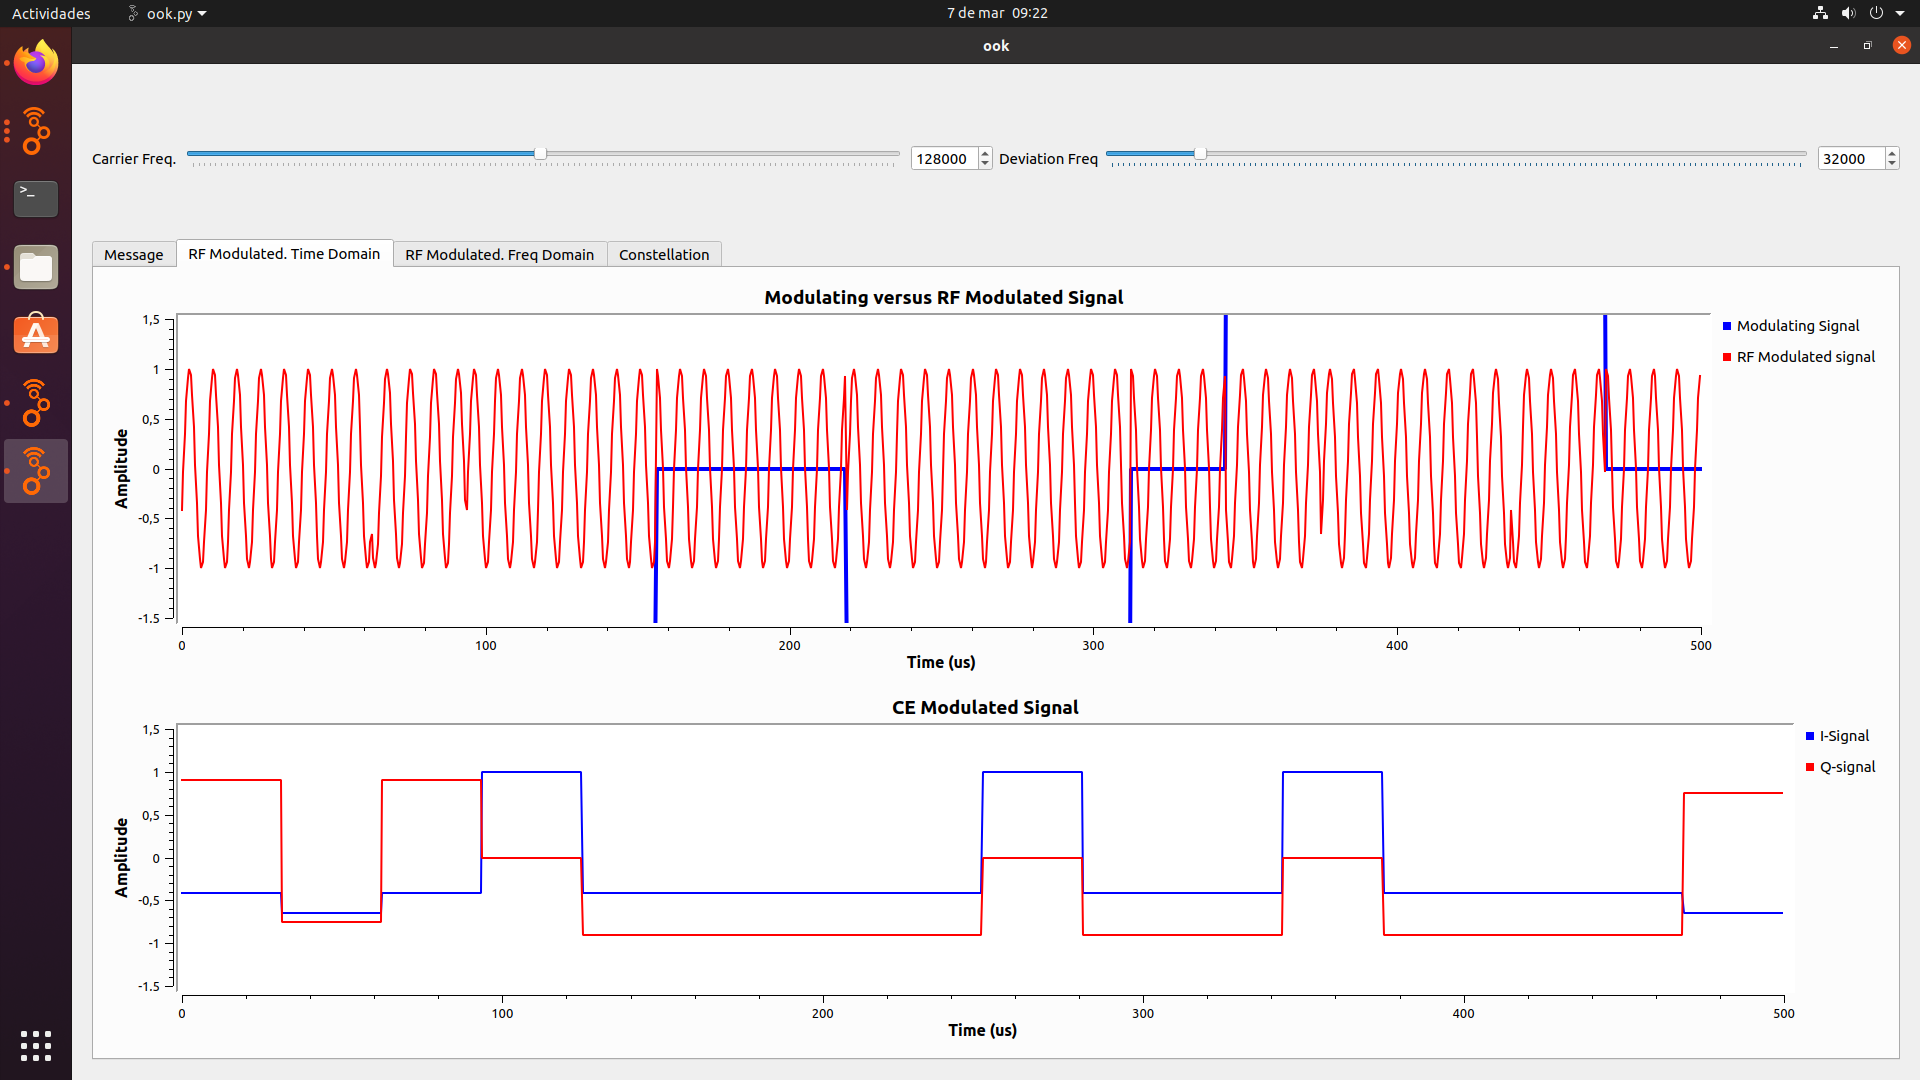 Actividades ook.py 7 de mar 09:22
ook
Carrier Freq. 128000 Deviation Freq 32000
Message RF Modulated. Time Domain RF Modulated. Freq Domain Constellation
Modulating versus RF Modulated Signal
1,5
1
0,5
0
-0,5
-1
-1.5
Amplitude
Modulating Signal
RF Modulated signal
0 100 200 300 400 500
Time (us)
CE Modulated Signal
1,5
1
0,5
0
-0,5
-1
-1.5
Amplitude
I-Signal
Q-signal
0 100 200 300 400 500
Time (us)